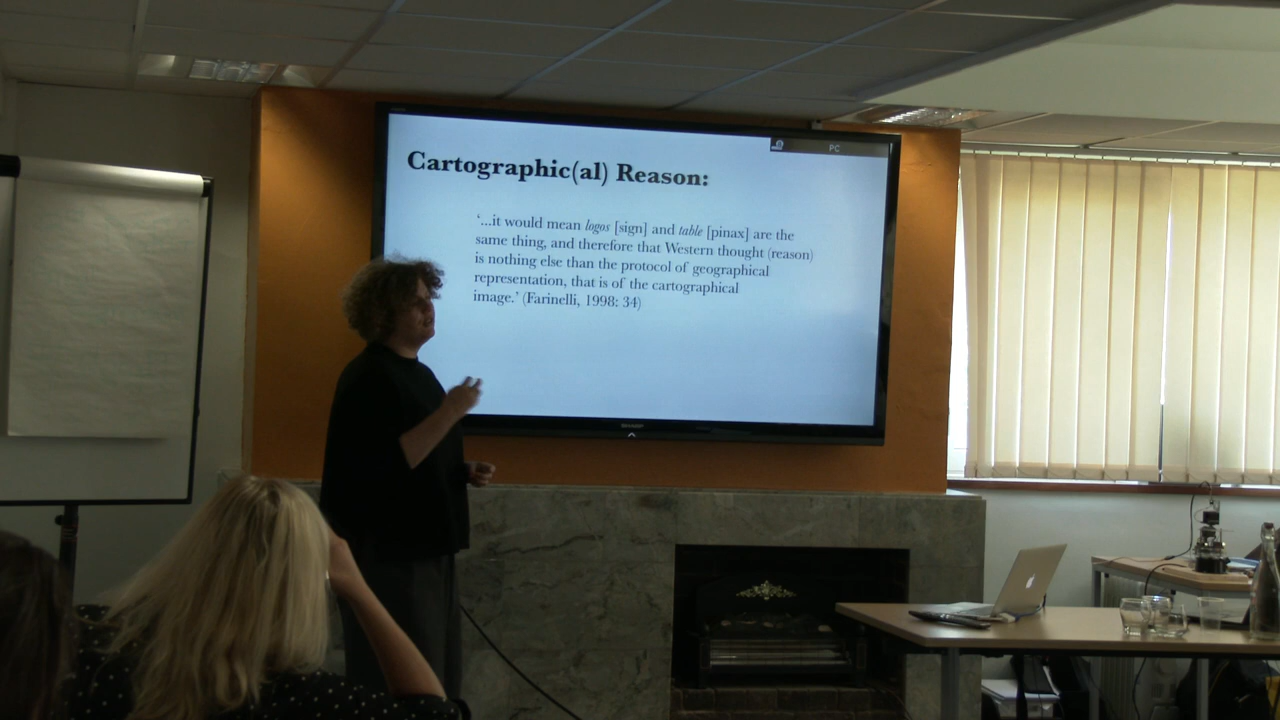 PC
Cartographic(al) Reason:
‘...it would mean logos [sign] and table [pinax] are the
same thing, and therefore that Western thought (reason)
is nothing else than the protocol of geographical
representation, that is of the cartographical
image.’ (Farinelli, 1998: 34)
SHARP